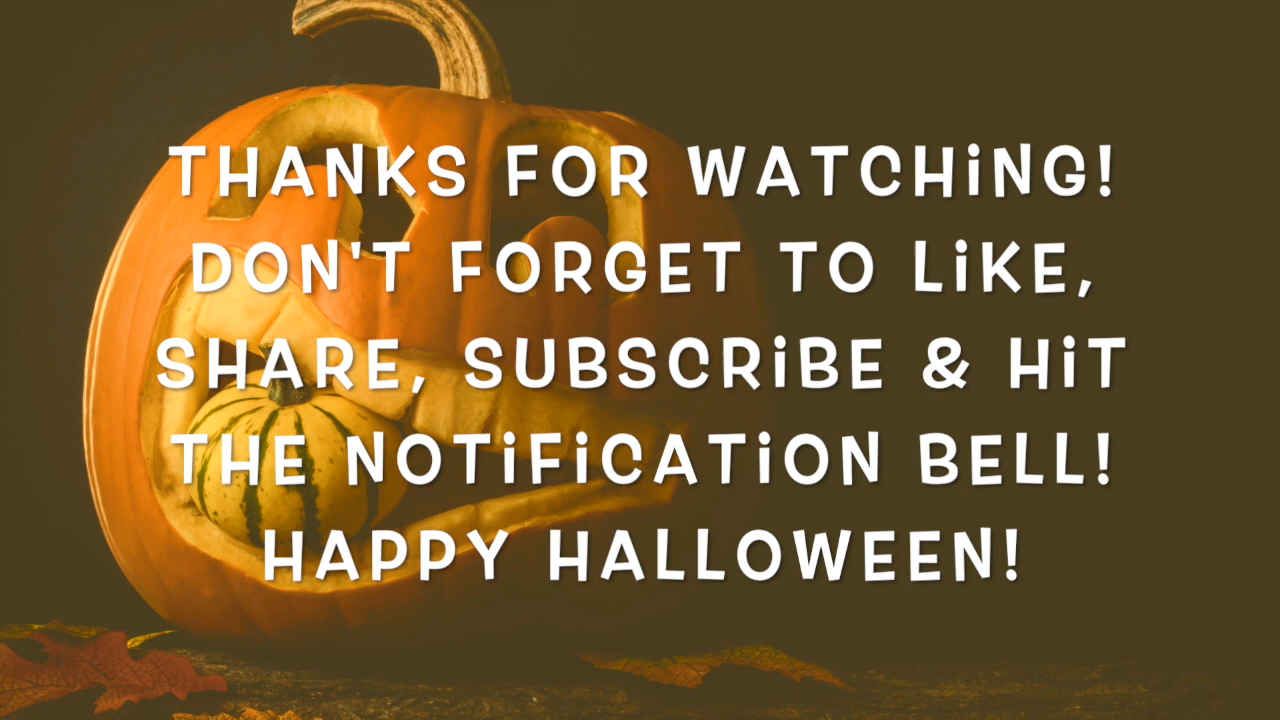 THANKS FOR WATCHiNG!
DON'T FORGET TO LiKE,
SHARE, SUBSCRiBE & HiT
THE NOTiFiCATiON BELL!
HAPPY HALLOWEEN!